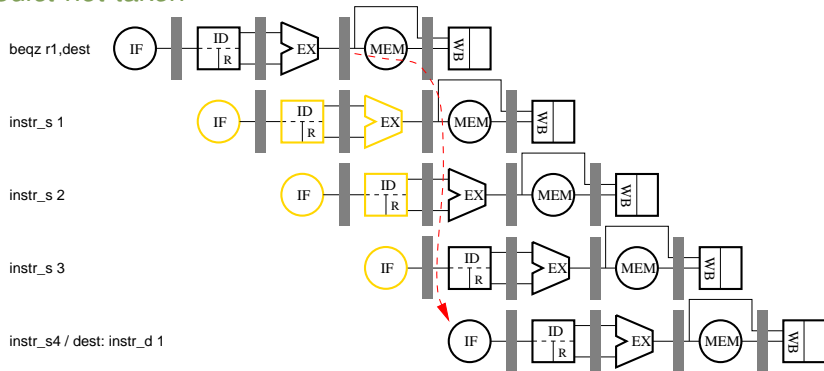 beqz r1,dest IF ID R EX MEM WB
instr_s 1 IF ID R EX MEM WB
instr_s 2 IF ID R EX MEM WB
instr_s 3 IF ID R EX MEM WB
instr_s4 / dest: instr_d 1 IF ID R EX MEM WB